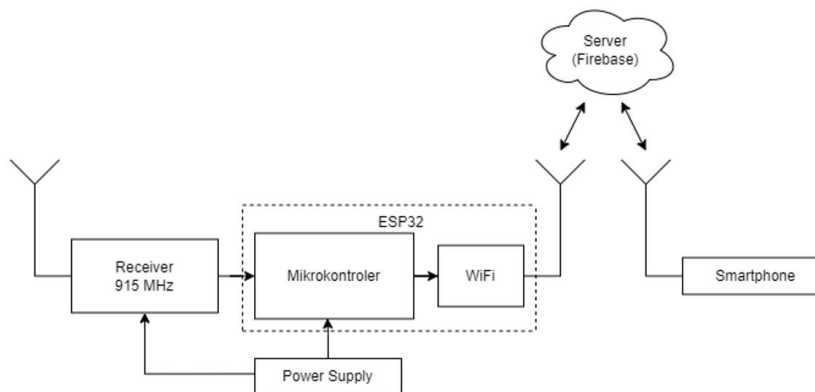 Server
(Firebase)
ESP32
Receiver
915 MHz
Mikrokontroler
WiFi
Smartphone
Power Supply